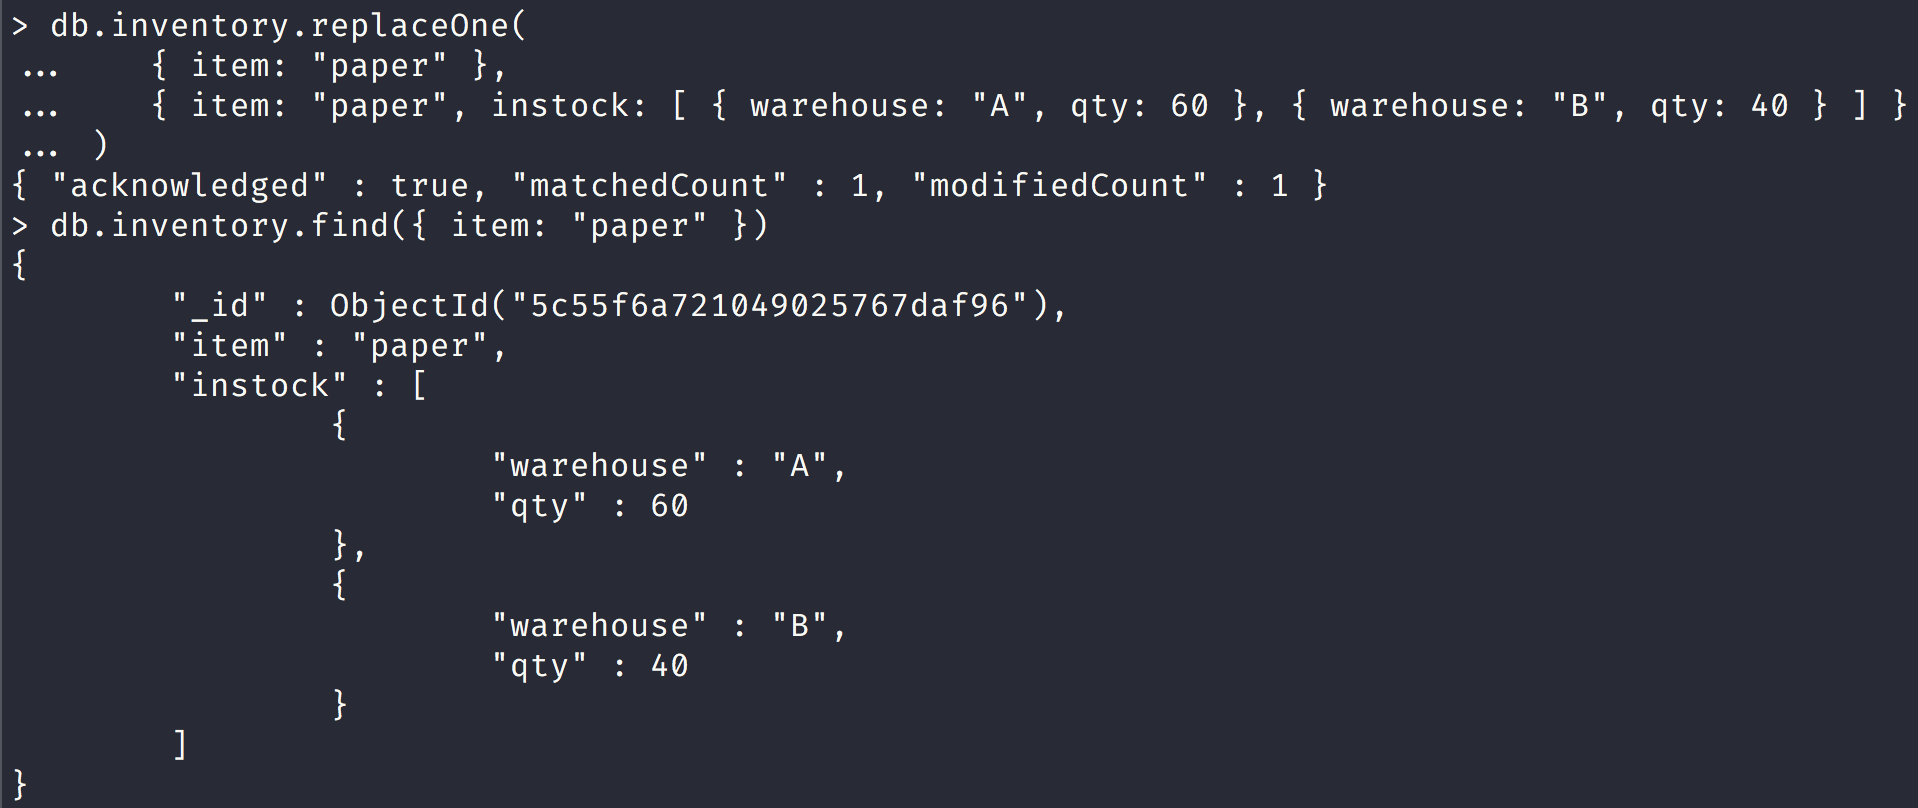 > db.inventory.replaceOne(
...     { item: "paper" },
...     { item: "paper", instock: [ { warehouse: "A", qty: 60 }, { warehouse: "B", qty: 40 } ] }
... )
{ "acknowledged" : true, "matchedCount" : 1, "modifiedCount" : 1 }
> db.inventory.find({ item: "paper" })
{
        "_id" : ObjectId("5c55f6a721049025767daf96"),
        "item" : "paper",
        "instock" : [
                {
                        "warehouse" : "A",
                        "qty" : 60
                },
                {
                        "warehouse" : "B",
                        "qty" : 40
                }
        ]
}